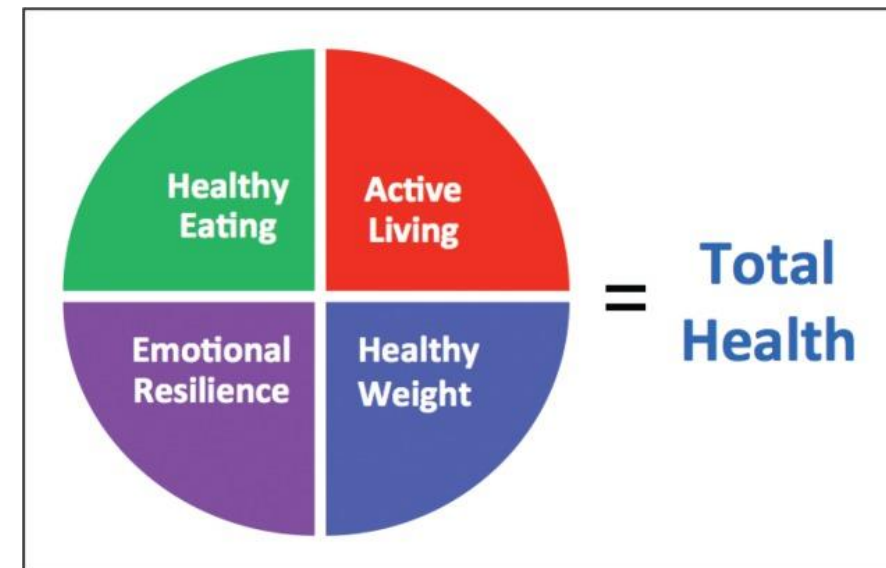 Healthy
Eating
Active
Living
Emotional
Resilience
Healthy
Weight
=
Total
Health